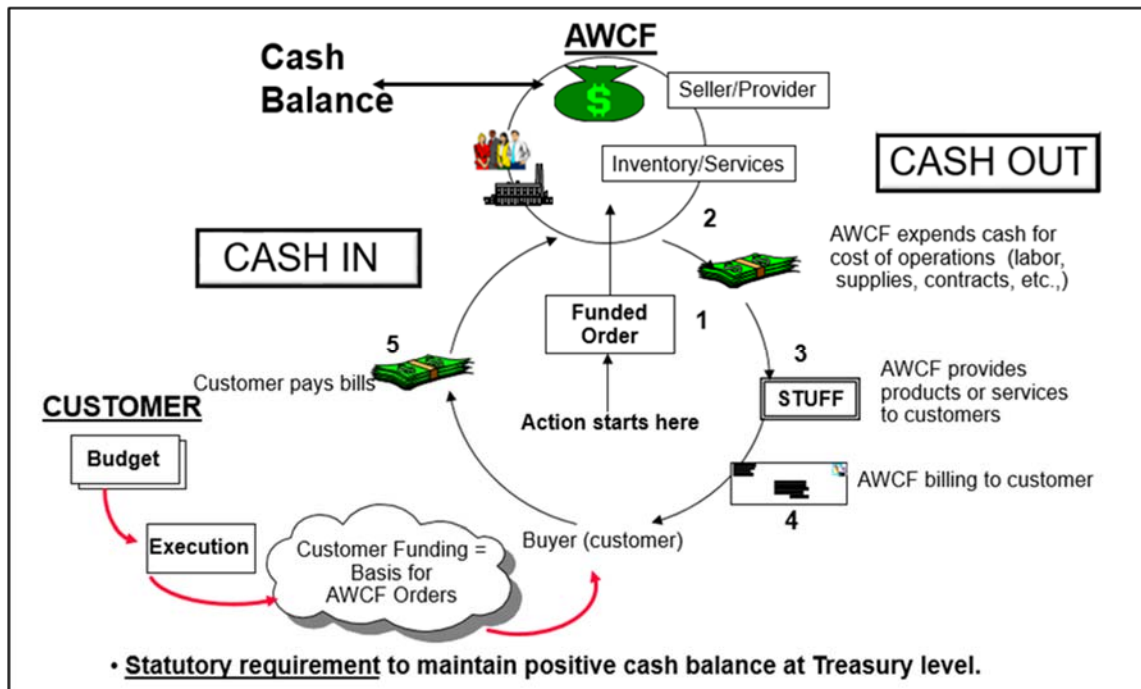 AWCF
Cash
Balance
$
Seller/Provider
Inventory/Services
CASH OUT
2
AWCF expends cash for
cost of operations (labor,
supplies, contracts, etc.,)
CASH IN
Funded
Order
1
5
3
Customer pays bills
STUFF
AWCF provides
products or services
to customers
Action starts here
CUSTOMER
Budget
AWCF billing to customer
4
Execution
Buyer (customer)
Customer Funding =
Basis for
AWCF Orders
• Statutory requirement to maintain positive cash balance at Treasury level.